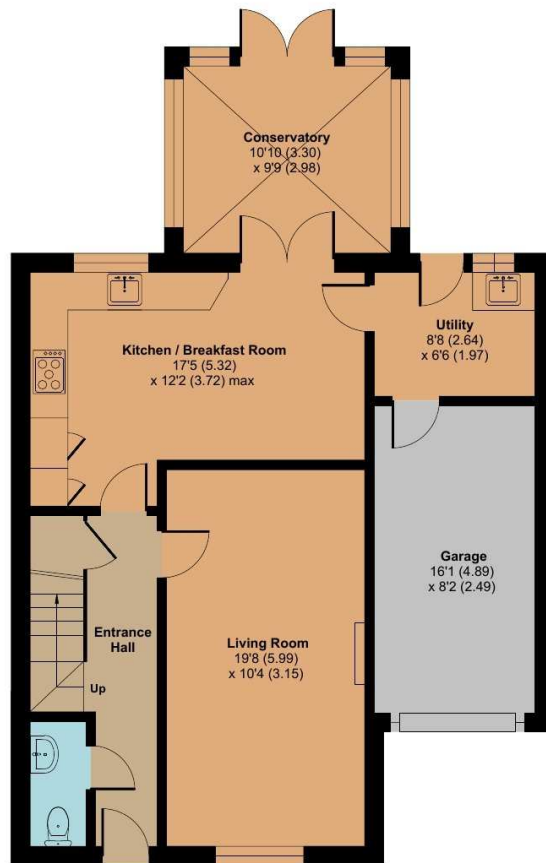 Conservatory
10'10 (3.30)
x 9'9 (2.98)
Kitchen / Breakfast Room
17'5 (5.32)
x 12'2 (3.72) max
Utility
8'8 (2.64)
x 6'6 (1.97)
Garage
16'1 (4.89)
x 8'2 (2.49)
Entrance
Hall
Living Room
19'8 (5.99)
x 10'4 (3.15)
Up